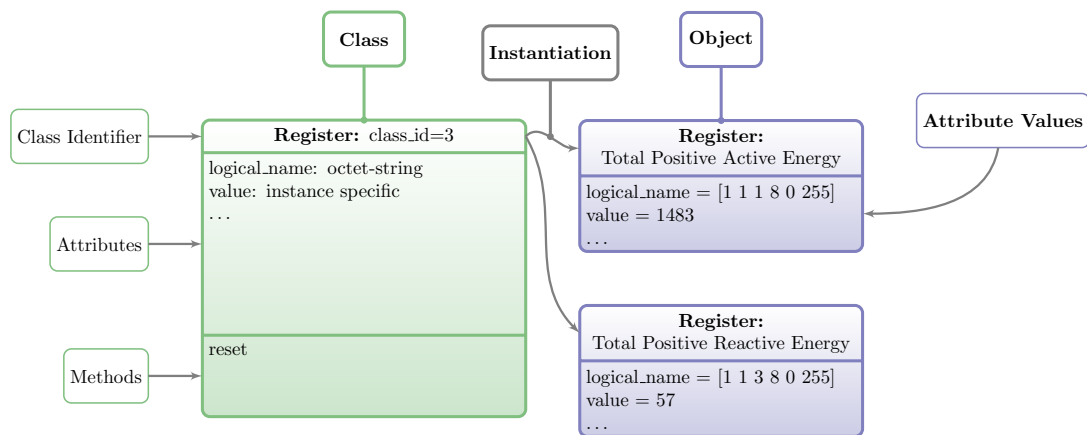 Class
Instantiation
Object
Class Identifier
Register: class_id=3
Register:
Total Positive Active Energy
Attribute Values
logical_name: octet-string
value: instance specific
...
logical_name = [1 1 1 8 0 255]
value = 1483
...
Attributes
Register:
Total Positive Reactive Energy
reset
Methods
logical_name = [1 1 3 8 0 255]
value = 57
...